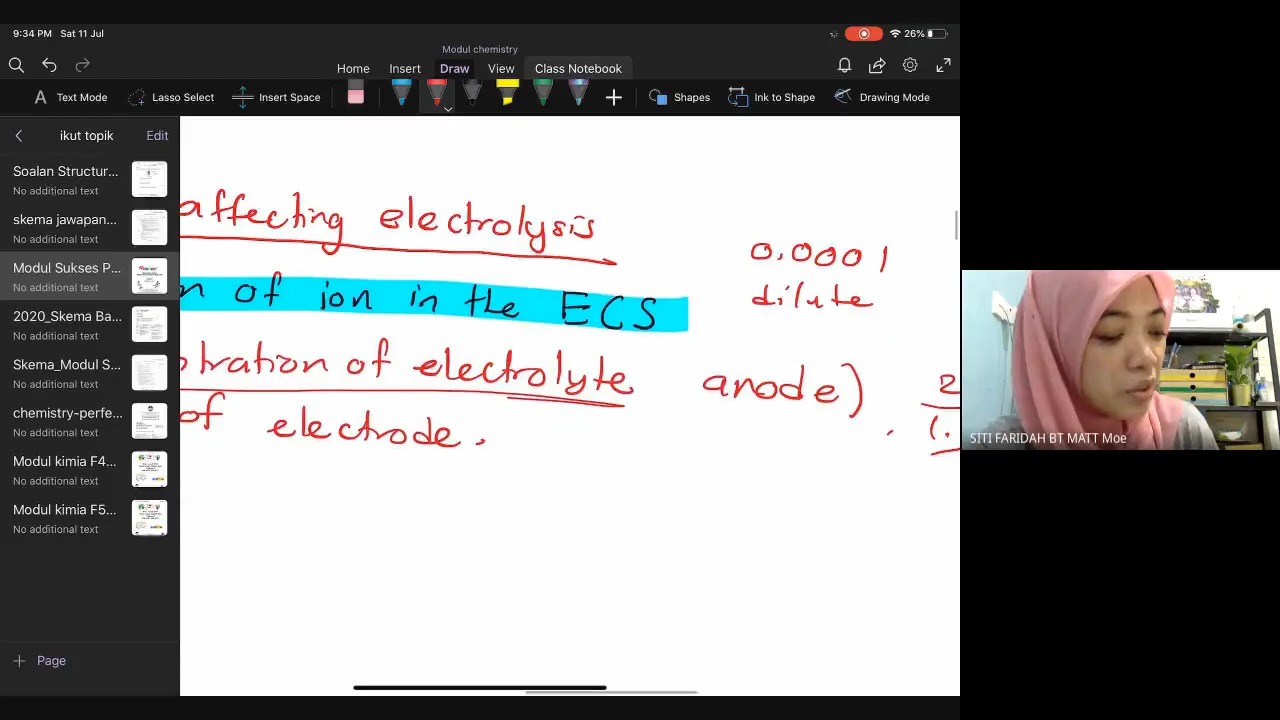 9:34 PM Sat 11 Jul
26%
Modul chemistry
Home Insert Draw View Class Notebook
Text Mode Lasso Select Insert Space Shapes Ink to Shape Drawing Mode
ikut topik Edit
Soalan Structur...
No additional text
skema jawapan...
No additional text
Modul Sukses P...
No additional text
2020_Skema Ba...
No additional text
Skema_Modul S...
No additional text
chemistry-perfe...
No additional text
Modul kimia F4...
No additional text
Modul kimia F5...
No additional text
Page
affecting electrolysis
n of ion in the ECS
tration of electrolyte
of electrode.
0.0001
dilute
anode)
2
(.
SITI FARIDAH BT MATT Moe